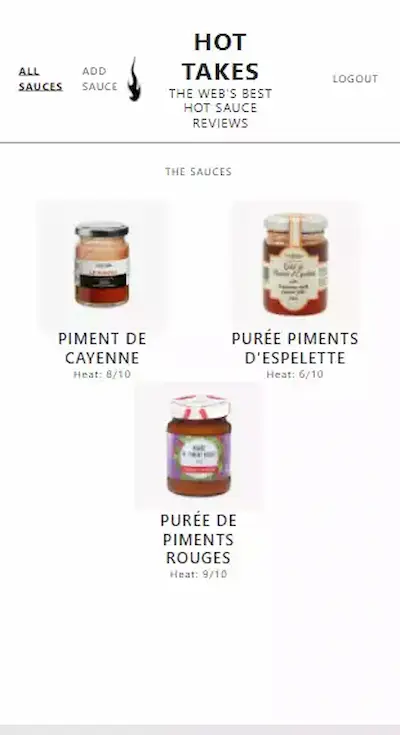 ALL
SAUCES
ADD
SAUCE
HOT
TAKES
THE WEB'S BEST
HOT SAUCE
REVIEWS
LOGOUT
THE SAUCES
PIMENT DE
CAYENNE
Heat: 8/10
PURÉE PIMENTS
D'ESPELETTE
Heat: 6/10
PURÉE DE
PIMENTS
ROUGES
Heat: 9/10